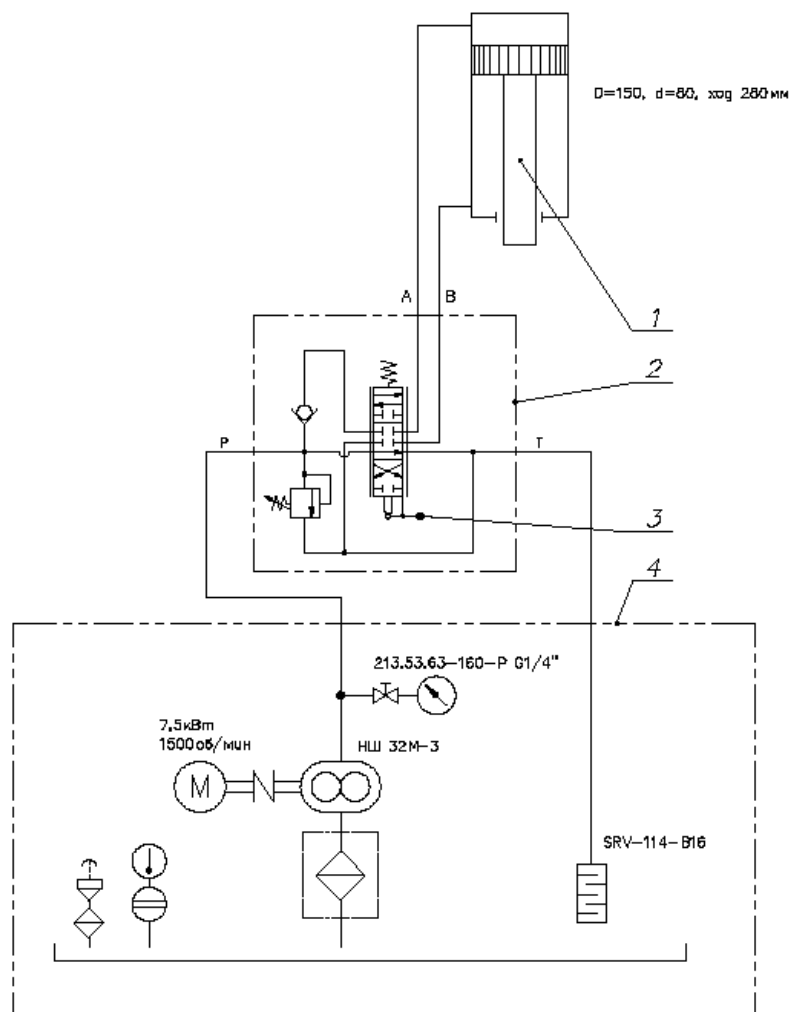 D=150, d=80, ход 280мм
A
B
1
2
P
T
3
4
213.53.63-160-P G1/4"
7,5кВт
1500об/мин
НШ 32М-3
M
SRV-114-B16